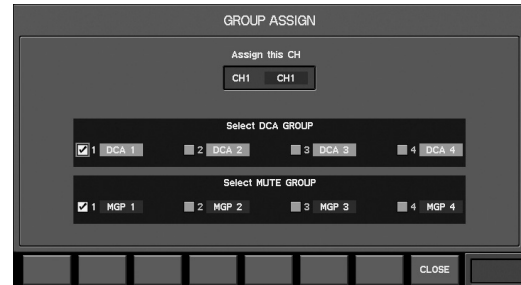 GROUP ASSIGN
Assign this CH
CH1 CH1
Select DCA GROUP
1 DCA 1 2 DCA 2 3 DCA 3 4 DCA 4
Select MUTE GROUP
1 MGP 1 2 MGP 2 3 MGP 3 4 MGP 4
CLOSE